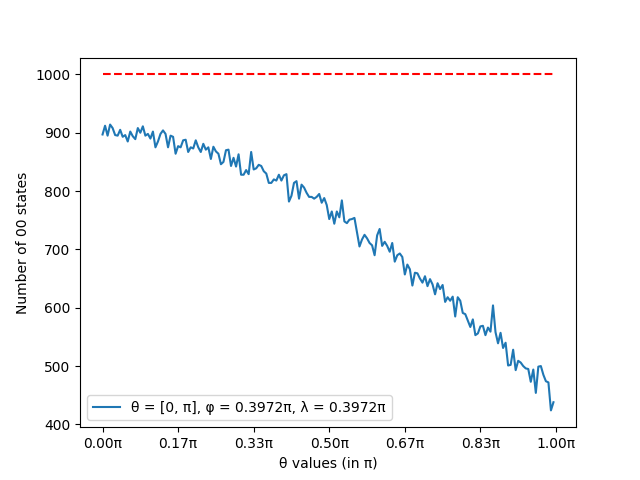 1000
900
800
700
600
500
400
Number of 00 states
θ = [0, π], φ = 0.3972π, λ = 0.3972π
0.00π 0.17π 0.33π 0.50π 0.67π 0.83π 1.00π
θ values (in π)